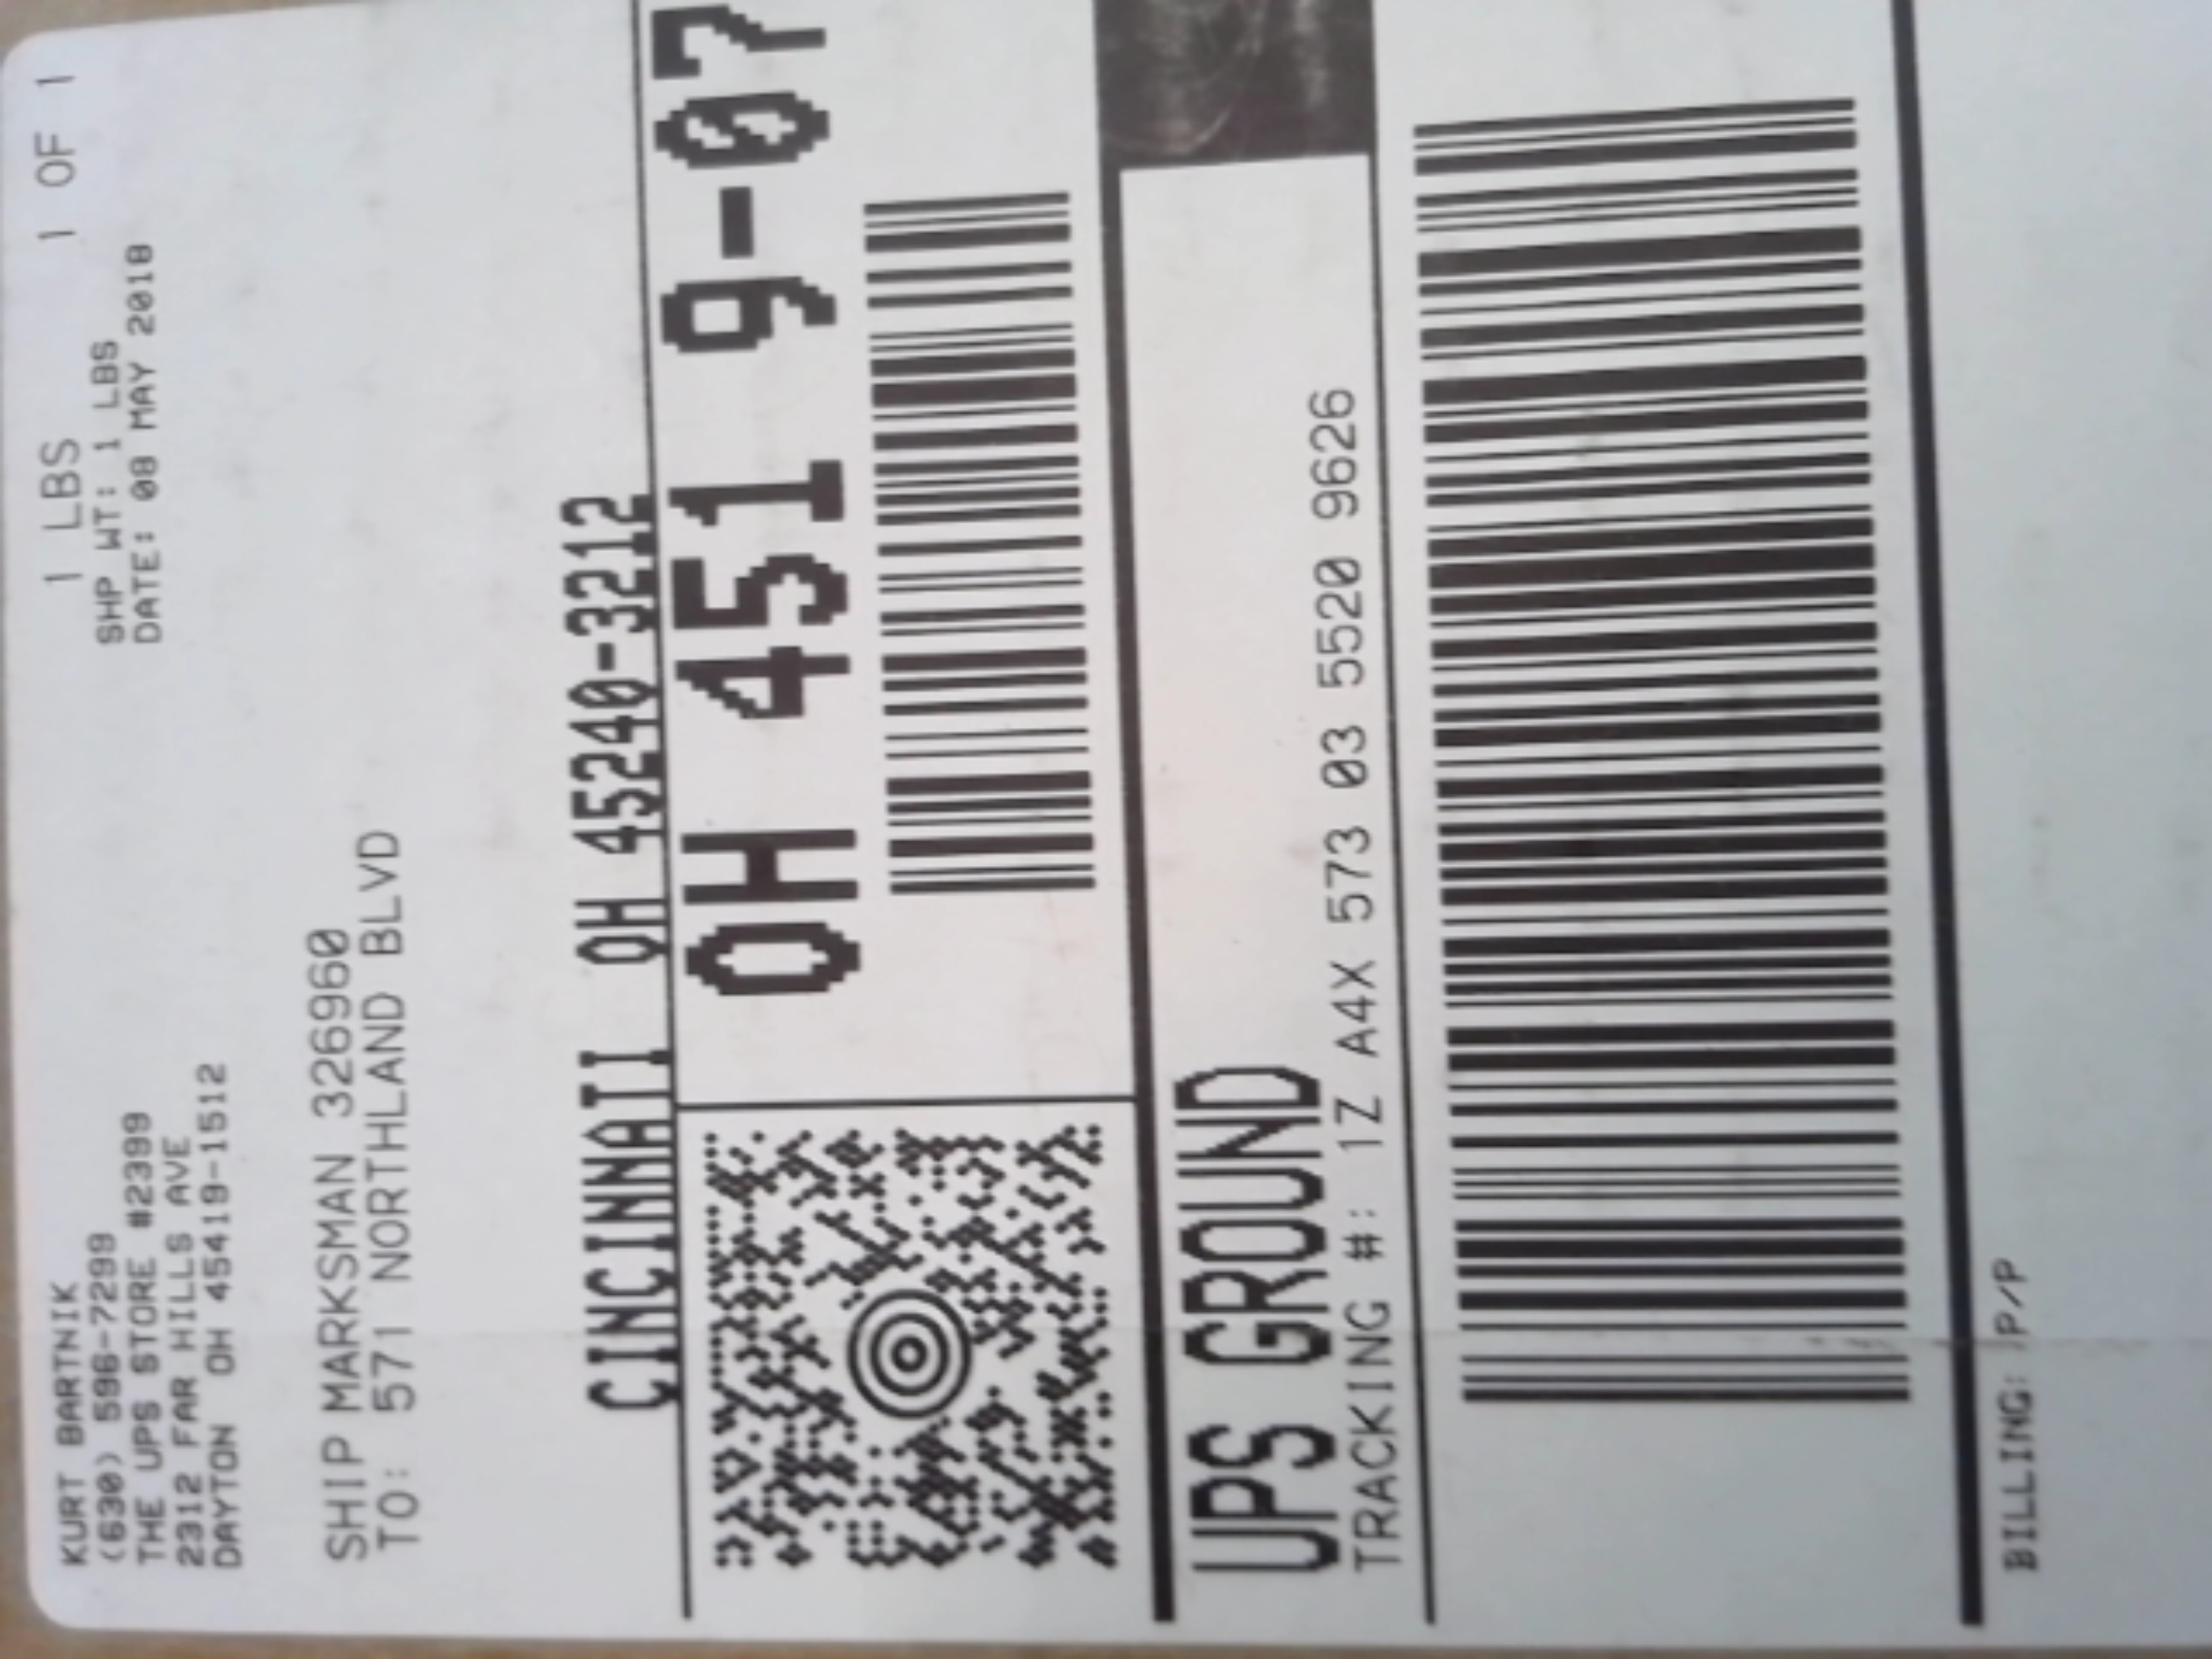 KURT BARTNIK
(630) 596-7299
THE UPS STORE #2399
2312 FAR HILLS AVE
DAYTON OH 45419-1512
1 LBS 1 OF 1
SHP WT: 1 LBS
DATE: 08 MAY 2018
SHIP MARKSMAN 326960
TO: 571 NORTHLAND BLVD
CINCINNATI OH 45240-3212
OH 451 9-07
UPS GROUND
TRACKING #: 1Z A4X 573 03 5520 9626
BILLING: P/P